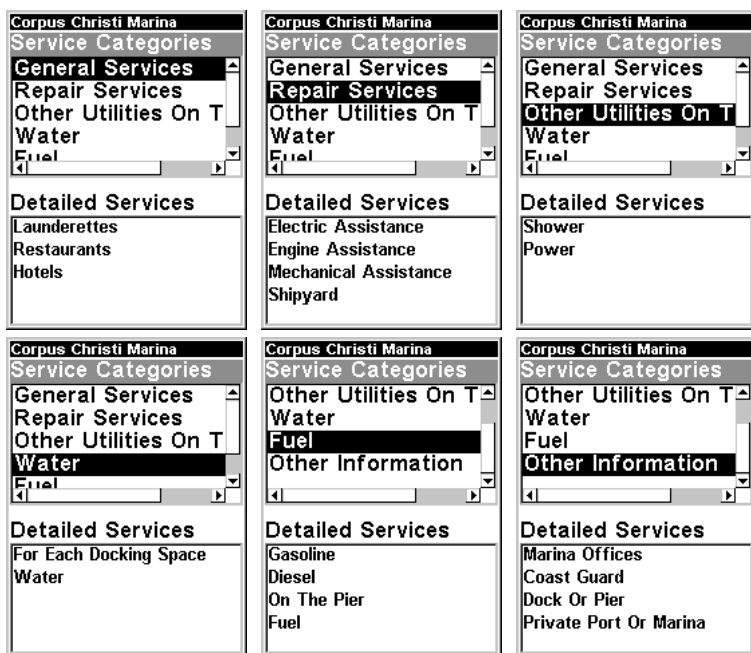 Corpus Christi Marina
Service Categories
General Services
Repair Services
Other Utilities On T
Water
Fuel
Detailed Services
Launderettes
Restaurants
Hotels
Corpus Christi Marina
Service Categories
General Services
Repair Services
Other Utilities On T
Water
Fuel
Detailed Services
Electric Assistance
Engine Assistance
Mechanical Assistance
Shipyard
Corpus Christi Marina
Service Categories
General Services
Repair Services
Other Utilities On T
Water
Fuel
Detailed Services
Shower
Power
Corpus Christi Marina
Service Categories
General Services
Repair Services
Other Utilities On T
Water
Fuel
Detailed Services
For Each Docking Space
Water
Corpus Christi Marina
Service Categories
Other Utilities On T
Water
Fuel
Other Information
Detailed Services
Gasoline
Diesel
On The Pier
Fuel
Corpus Christi Marina
Service Categories
Other Utilities On T
Water
Fuel
Other Information
Detailed Services
Marina Offices
Coast Guard
Dock Or Pier
Private Port Or Marina